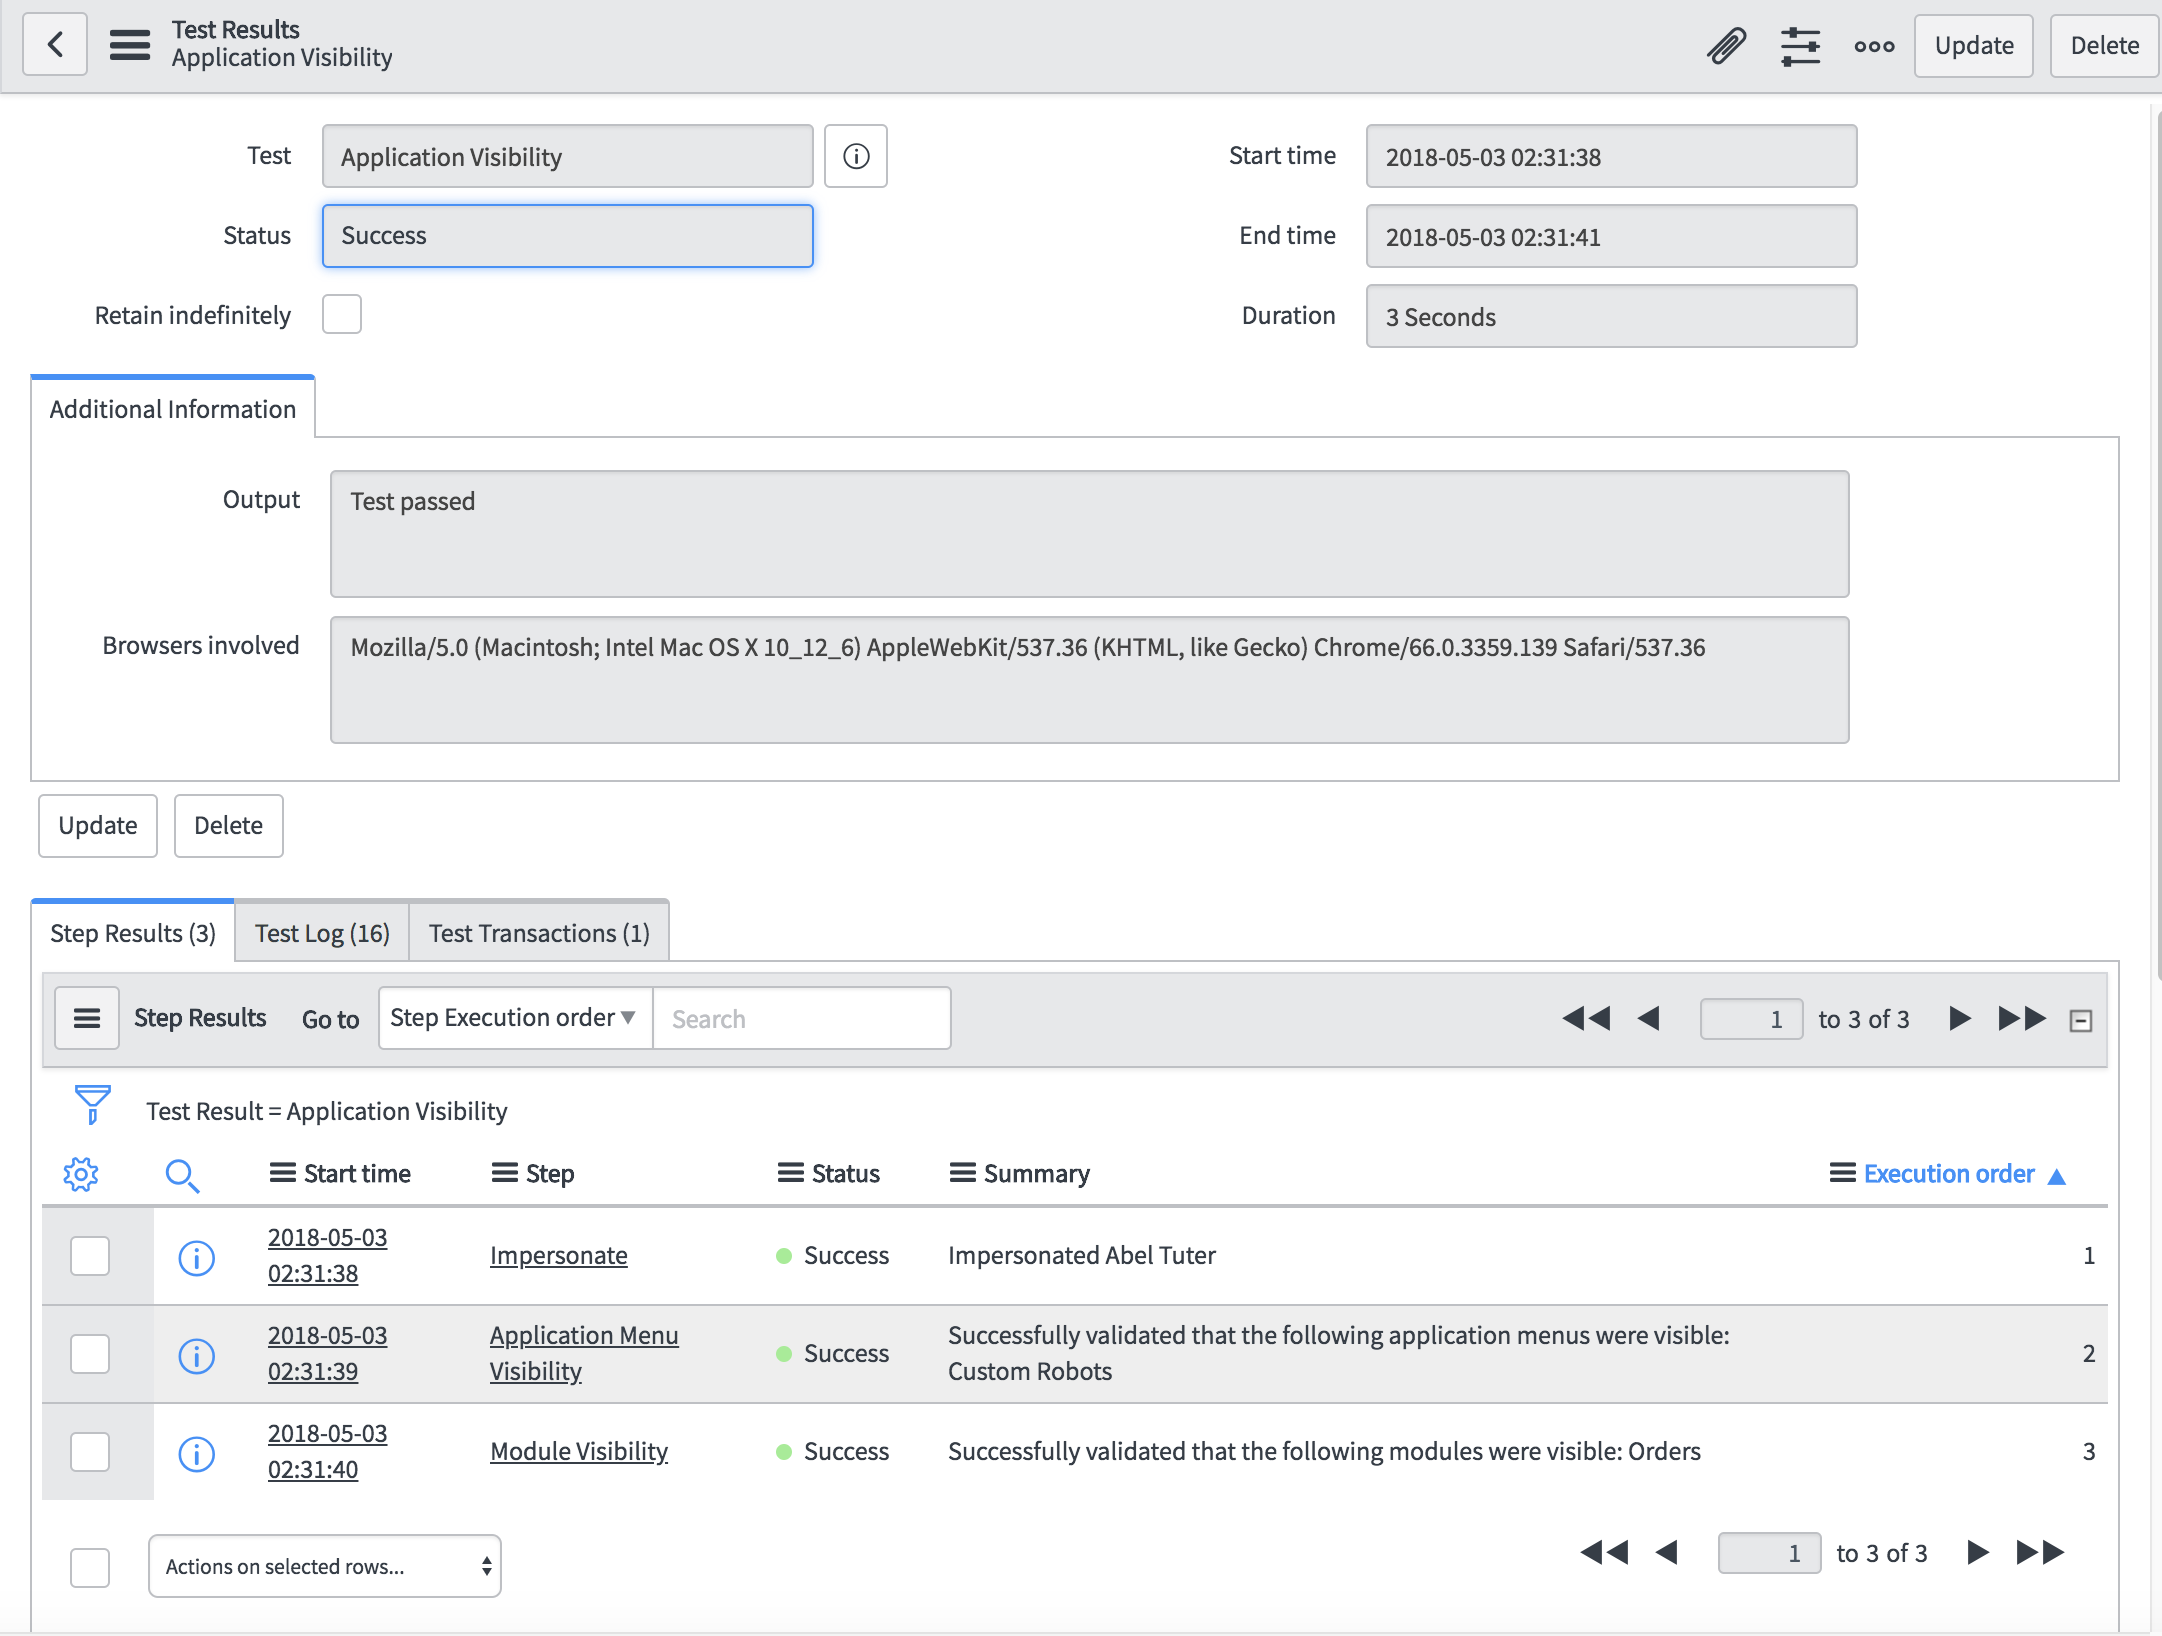 Test Results
Application Visibility
Update
Delete
Test
Application Visibility
Start time
2018-05-03 02:31:38
Status
Success
End time
2018-05-03 02:31:41
Retain indefinitely
Duration
3 Seconds
Additional Information
Output
Test passed
Browsers involved
Mozilla/5.0 (Macintosh; Intel Mac OS X 10_12_6) AppleWebKit/537.36 (KHTML, like Gecko) Chrome/66.0.3359.139 Safari/537.36
Update
Delete
Step Results (3)
Test Log (16)
Test Transactions (1)
Step Results
Go to
Step Execution order
Search
1 to 3 of 3
Test Result = Application Visibility
Start time
Step
Status
Summary
Execution order
2018-05-03
02:31:38
Impersonate
Success
Impersonated Abel Tuter
1
2018-05-03
02:31:39
Application Menu
Visibility
Success
Successfully validated that the following application menus were visible:
Custom Robots
2
2018-05-03
02:31:40
Module Visibility
Success
Successfully validated that the following modules were visible: Orders
3
Actions on selected rows...
1 to 3 of 3